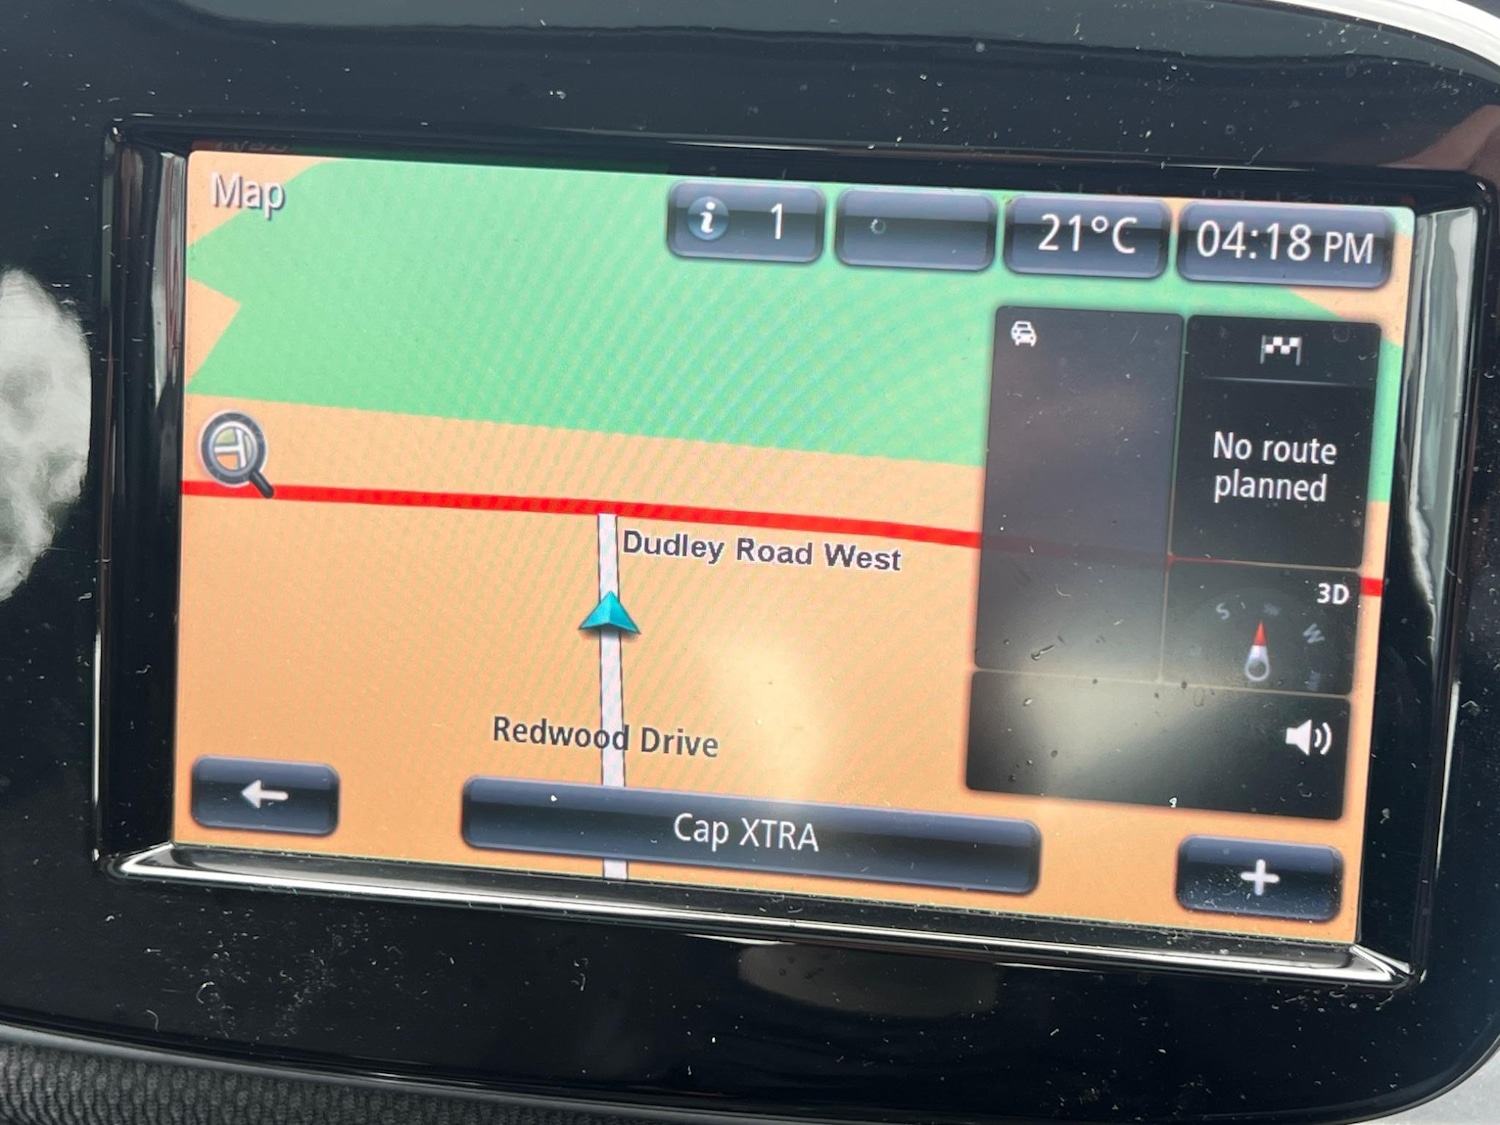 Map
i 1
21°C
04:18 PM
No route
planned
Dudley Road West
3D
S
Redwood Drive
Cap XTRA